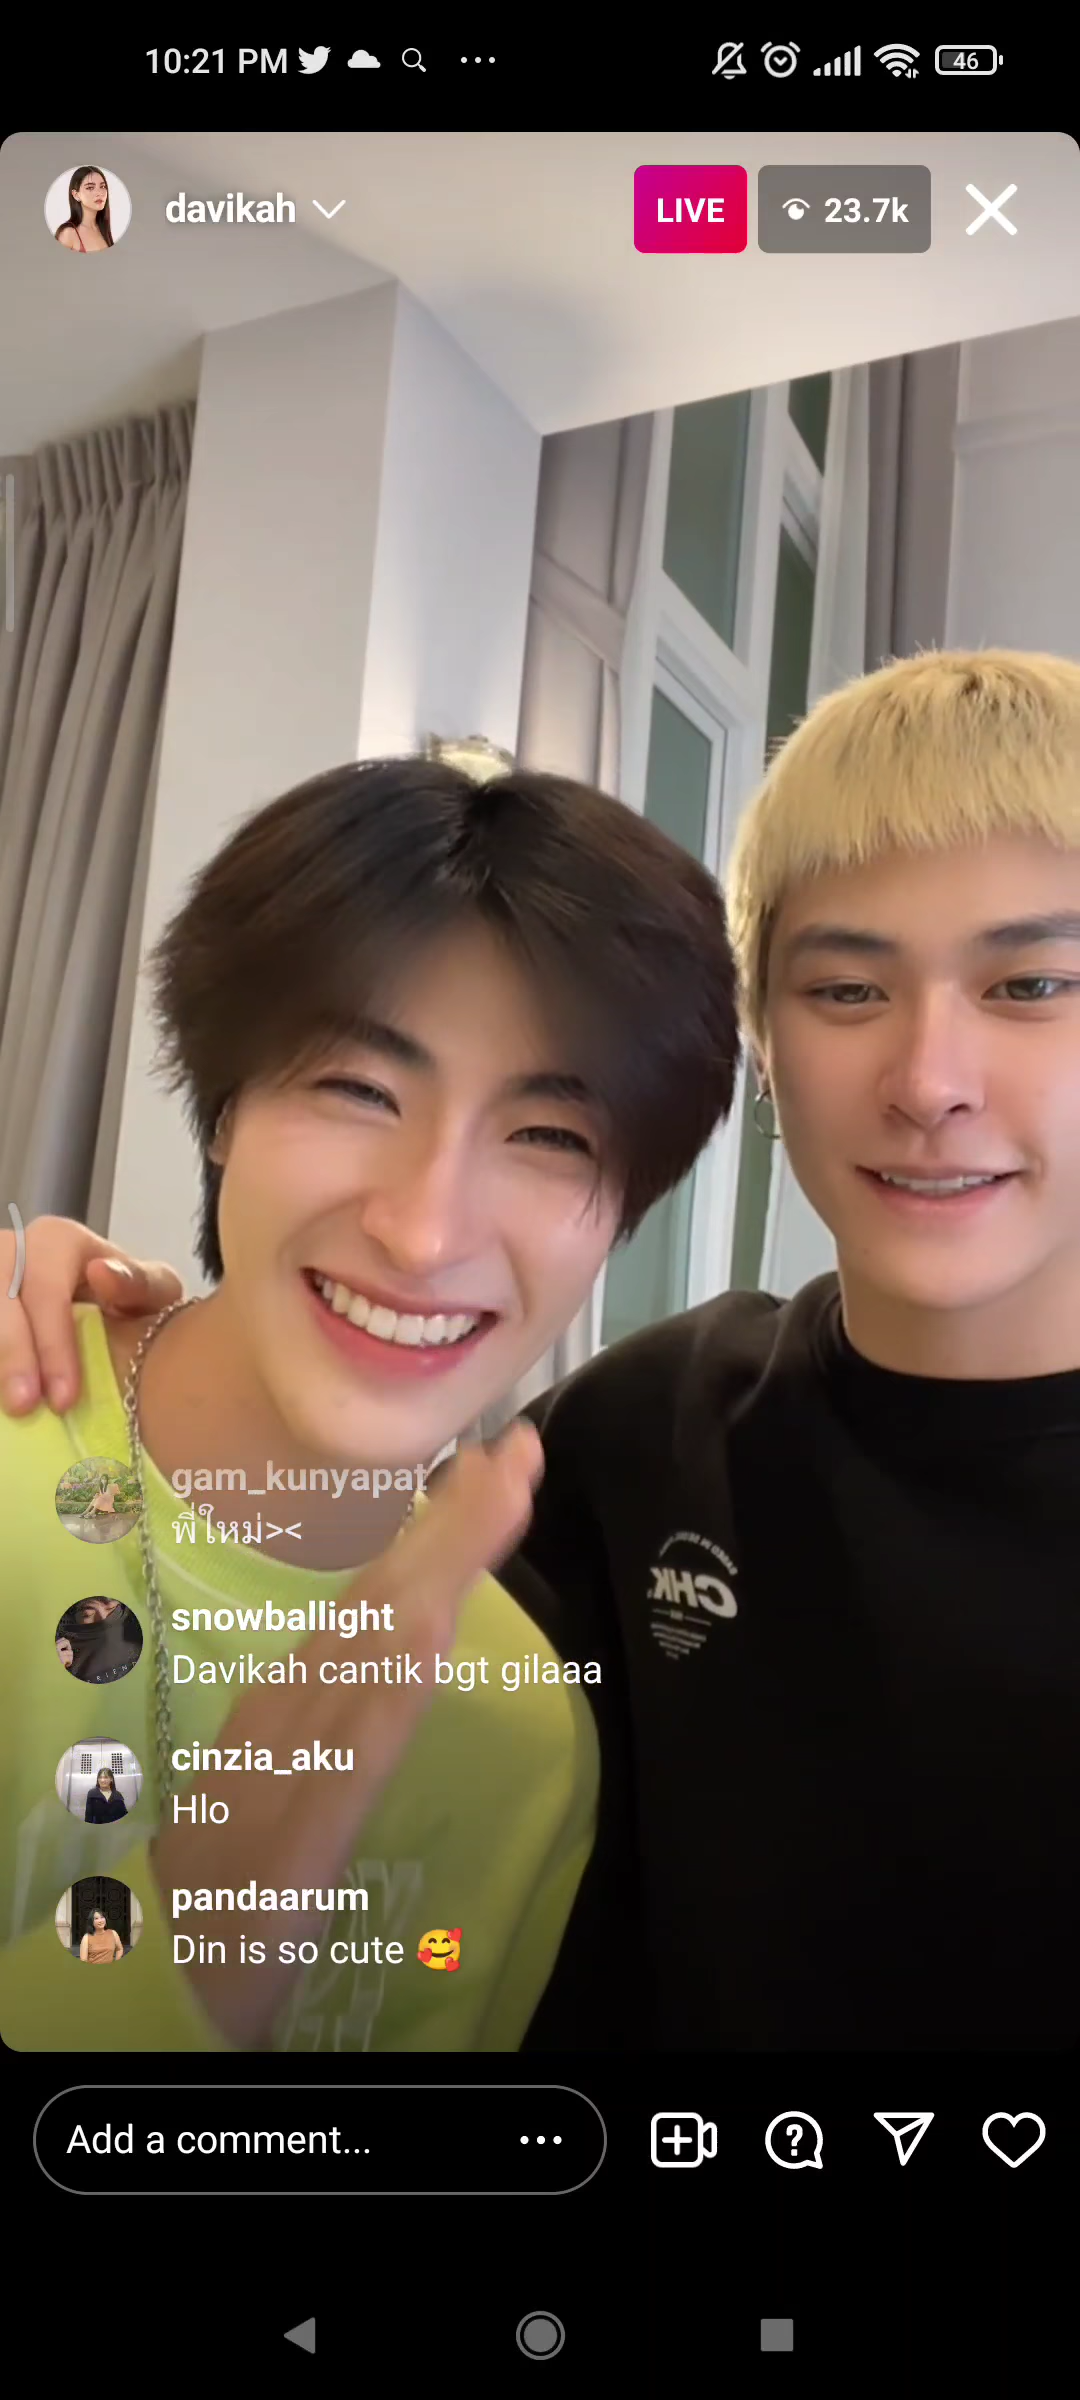 10:21 PM
46
davikah
LIVE
23.7k
CHK
gam_kunyapat
พี่ใหม่><
snowballight
Davikah cantik bgt gilaaa
cinzia_aku
Hlo
pandaarum
Din is so cute 🥰
Add a comment...